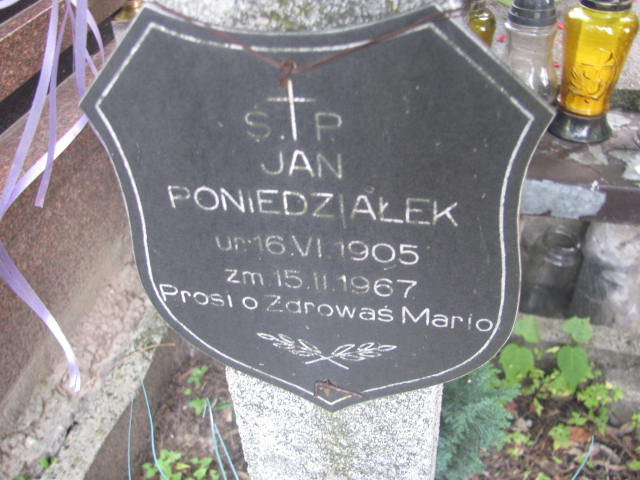 Ś P
JAN
PONIEDZIAŁEK
ur. 16.VI.1905
zm. 15.II.1967
Prosi o Zdrowaś Mario